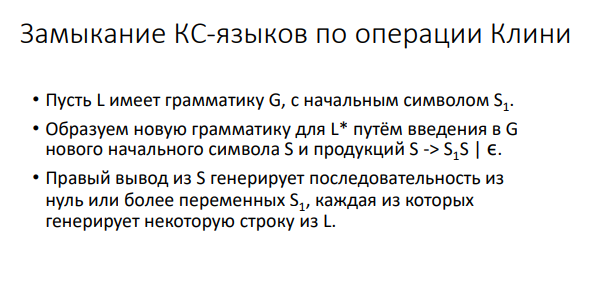 Замыкание КС-языков по операции Клини
• Пусть L имеет грамматику G, с начальным символом S₁.
• Образуем новую грамматику для L* путём введения в G
нового начального символа S и продукций S -> S₁S | ϵ.
• Правый вывод из S генерирует последовательность из
нуль или более переменных S₁, каждая из которых
генерирует некоторую строку из L.